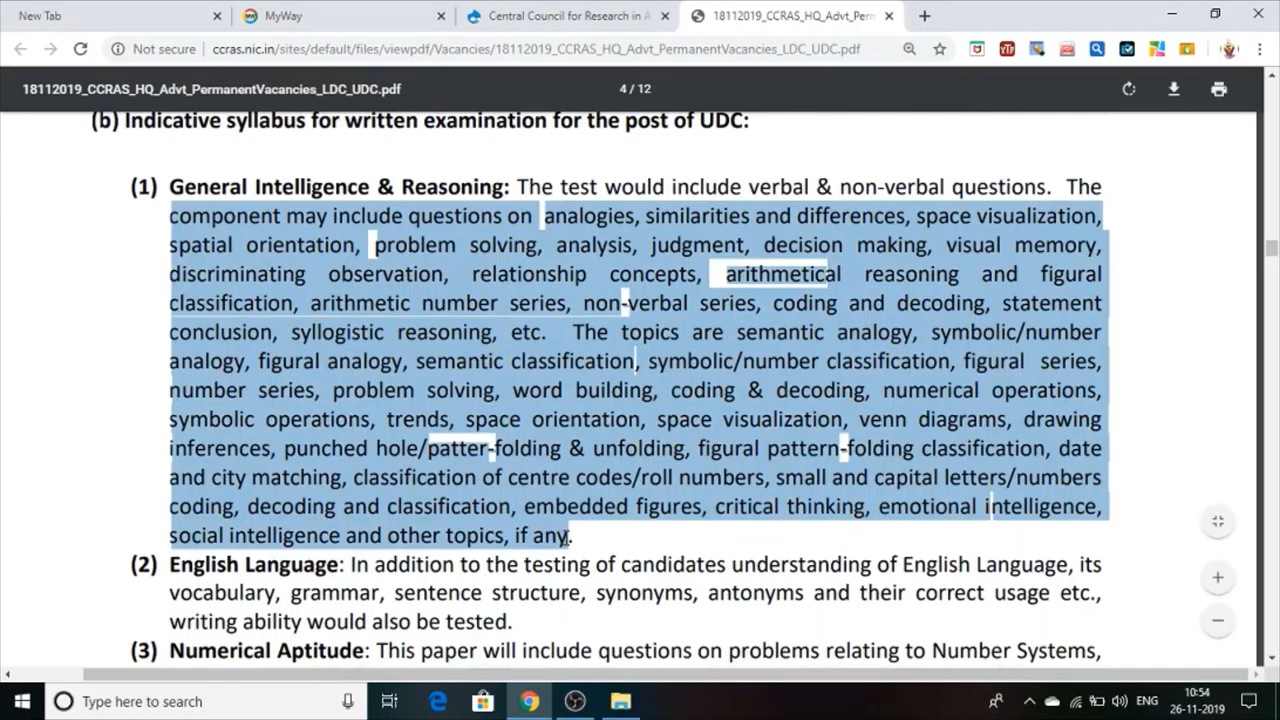 New Tab
MyWay
Central Council for Research in A
18112019_CCRAS_HQ_Advt_Perm
Not secure
ccras.nic.in/sites/default/files/viewpdf/Vacancies/18112019_CCRAS_HQ_Advt_PermanentVacancies_LDC_UDC.pdf
18112019_CCRAS_HQ_Advt_PermanentVacancies_LDC_UDC.pdf
4 / 12
(b) Indicative syllabus for written examination for the post of UDC:
(1) General Intelligence & Reasoning: The test would include verbal & non-verbal questions. The
component may include questions on analogies, similarities and differences, space visualization,
spatial orientation, problem solving, analysis, judgment, decision making, visual memory,
discriminating observation, relationship concepts, arithmetical reasoning and figural
classification, arithmetic number series, non-verbal series, coding and decoding, statement
conclusion, syllogistic reasoning, etc. The topics are semantic analogy, symbolic/number
analogy, figural analogy, semantic classification, symbolic/number classification, figural series,
number series, problem solving, word building, coding & decoding, numerical operations,
symbolic operations, trends, space orientation, space visualization, venn diagrams, drawing
inferences, punched hole/patter-folding & unfolding, figural pattern-folding classification, date
and city matching, classification of centre codes/roll numbers, small and capital letters/numbers
coding, decoding and classification, embedded figures, critical thinking, emotional intelligence,
social intelligence and other topics, if any.
(2) English Language: In addition to the testing of candidates understanding of English Language, its
vocabulary, grammar, sentence structure, synonyms, antonyms and their correct usage etc.,
writing ability would also be tested.
(3) Numerical Aptitude: This paper will include questions on problems relating to Number Systems,
Type here to search
ENG
10:54
26-11-2019